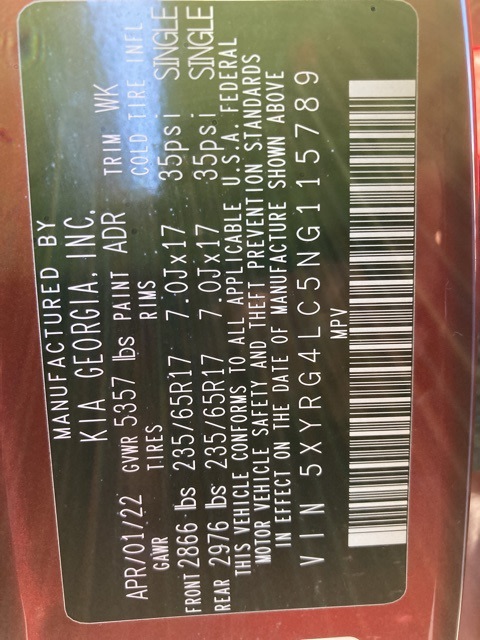 MANUFACTURED BY
KIA GEORGIA, INC.
APR/01/22 GVWR 5357 lbs PAINT ADR TRIM WK
GAWR TIRES RIMS COLD TIRE INFL
FRONT 2866 lbs 235/65R17 7.0Jx17 35psi SINGLE
REAR 2976 lbs 235/65R17 7.0Jx17 35psi SINGLE
THIS VEHICLE CONFORMS TO ALL APPLICABLE U.S.A. FEDERAL
MOTOR VEHICLE SAFETY AND THEFT PREVENTION STANDARDS
IN EFFECT ON THE DATE OF MANUFACTURE SHOWN ABOVE
VIN 5XYRG4LC5NG115789
MPV